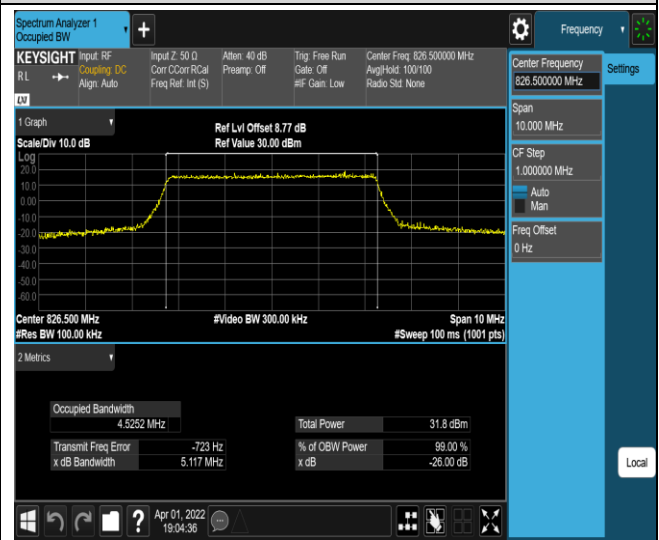 Spectrum Analyzer 1
Occupied BW
+
Frequency
KEYSIGHT
Input: RF
Coupling: DC
Align: Auto
R L
LXI
Input Z: 50 Ω
Corr CCorr RCal
Freq Ref: Int (S)
Atten: 40 dB
Preamp: Off
Trig: Free Run
Gate: Off
#IF Gain: Low
Center Freq: 826.500000 MHz
Avg|Hold: 100/100
Radio Std: None
Center Frequency
826.500000 MHz
Settings
Span
10.000 MHz
CF Step
1.000000 MHz
Auto
Man
Freq Offset
0 Hz
1 Graph
Scale/Div 10.0 dB
Ref Lvl Offset 8.77 dB
Ref Value 30.00 dBm
Log
20.0
10.0
0.00
-10.0
-20.0
-30.0
-40.0
-50.0
-60.0
Center 826.500 MHz
#Video BW 300.00 kHz
Span 10 MHz
#Res BW 100.00 kHz
#Sweep 100 ms (1001 pts)
2 Metrics
Occupied Bandwidth
4.5252 MHz
Total Power
31.8 dBm
Transmit Freq Error
-723 Hz
% of OBW Power
99.00 %
x dB Bandwidth
5.117 MHz
x dB
-26.00 dB
Local
?
Apr 01, 2022
19:04:36